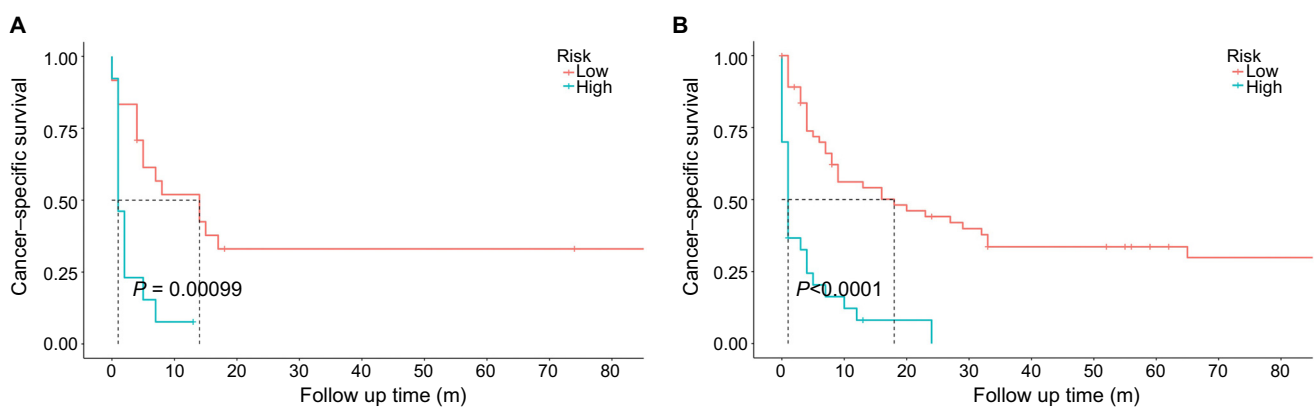 A
Cancer–specific survival
1.00
0.75
0.50
0.25
0.00
Risk
Low
High
P = 0.00099
0 10 20 30 40 50 60 70 80
Follow up time (m)
B
Cancer–specific survival
1.00
0.75
0.50
0.25
0.00
Risk
Low
High
P<0.0001
0 10 20 30 40 50 60 70 80
Follow up time (m)